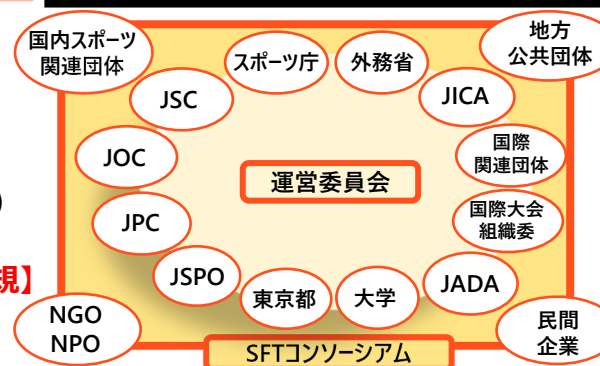 国内スポーツ
関連団体
スポーツ庁
外務省
地方
公共団体
JSC
JICA
JOC
国際
関連団体
運営委員会
)
JPC
国際大会
組織委
規】
JSPO
東京都
大学
JADA
NGO
NPO
民間
企業
SFTコンソーシアム